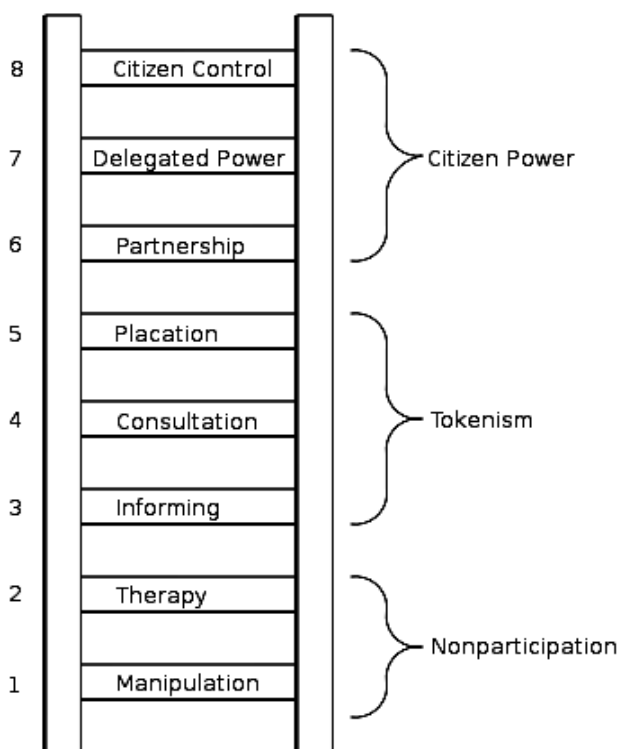 8 Citizen Control
7 Delegated Power
Citizen Power
6 Partnership
5 Placation
4 Consultation
Tokenism
3 Informing
2 Therapy
Nonparticipation
1 Manipulation